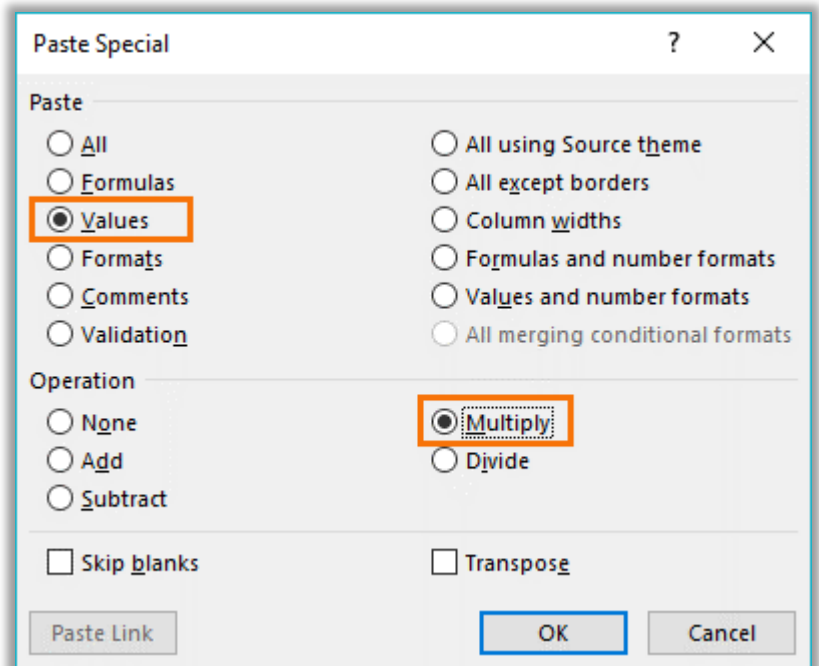 Paste Special ?
Paste
All
Formulas
Values
Formats
Comments
Validation
All using Source theme
All except borders
Column widths
Formulas and number formats
Values and number formats
All merging conditional formats
Operation
None
Add
Subtract
Multiply
Divide
Skip blanks
Transpose
Paste Link
OK
Cancel